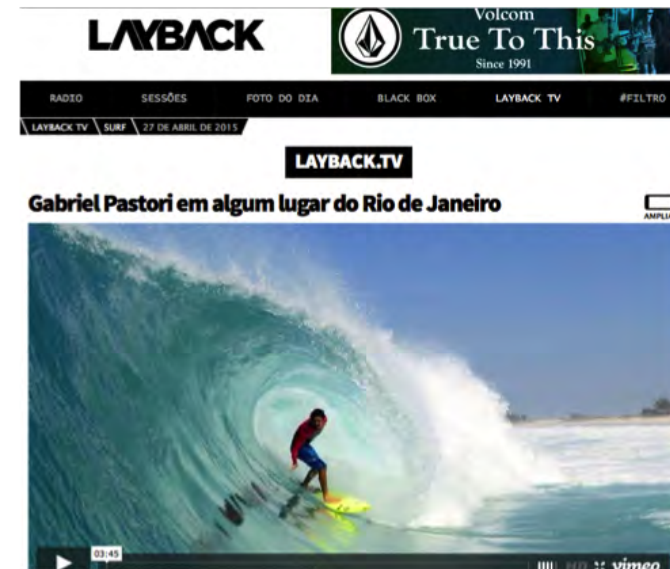 LAYBACK
Volcom
True To This
Since 1991
RADIO SESSÕES FOTO DO DIA BLACK BOX LAYBACK TV #FILTRO
LAYBACK TV \ SURF \ 27 DE ABRIL DE 2015
LAYBACK.TV
Gabriel Pastori em algum lugar do Rio de Janeiro
03:45
HD vimeo